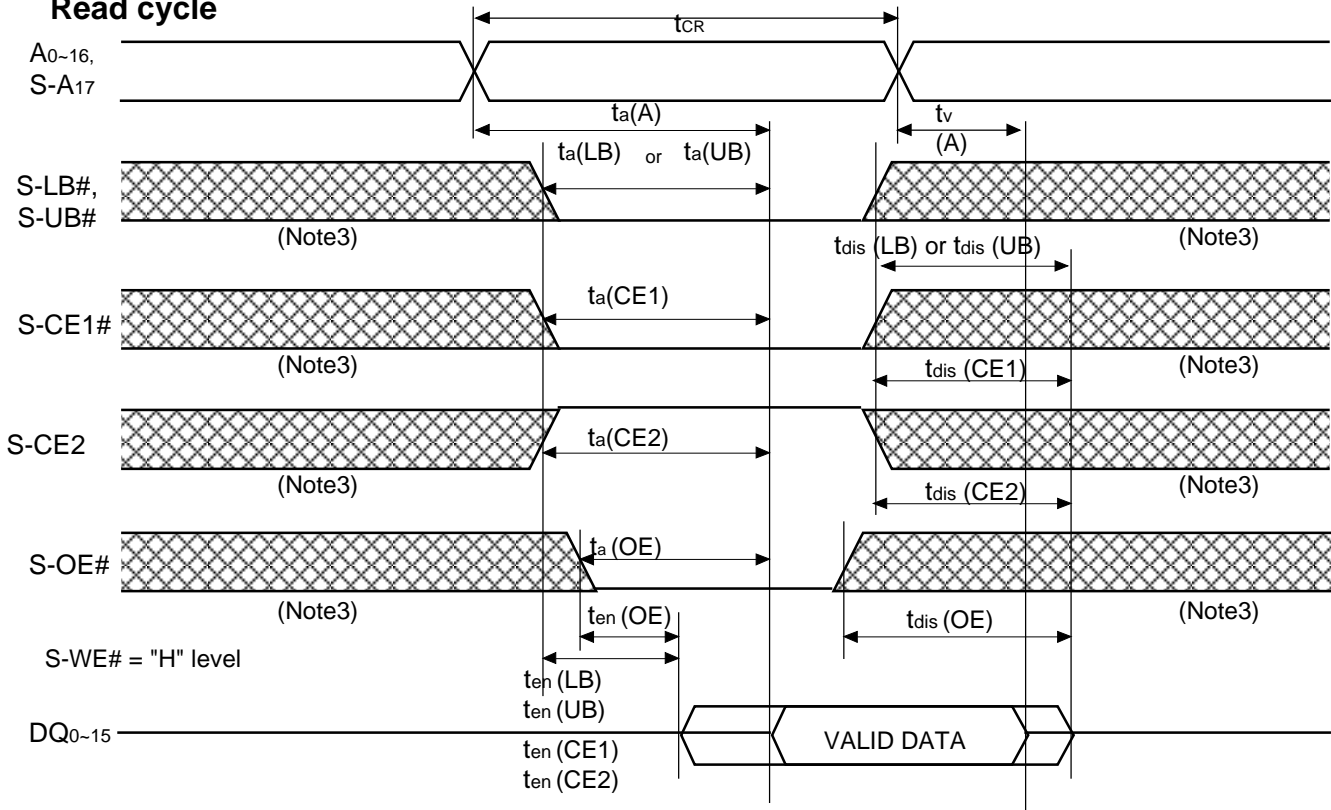 Read cycle
tCR
A0~16,
S-A17
ta(A)
tv
(A)
ta(LB) or ta(UB)
S-LB#,
S-UB#
(Note3)
(Note3)
tdis (LB) or tdis (UB)
ta(CE1)
S-CE1#
(Note3)
(Note3)
tdis (CE1)
ta(CE2)
S-CE2
(Note3)
(Note3)
tdis (CE2)
ta (OE)
S-OE#
(Note3)
(Note3)
ten (OE)
tdis (OE)
S-WE# = "H" level
ten (LB)
ten (UB)
DQ0~15
VALID DATA
ten (CE1)
ten (CE2)